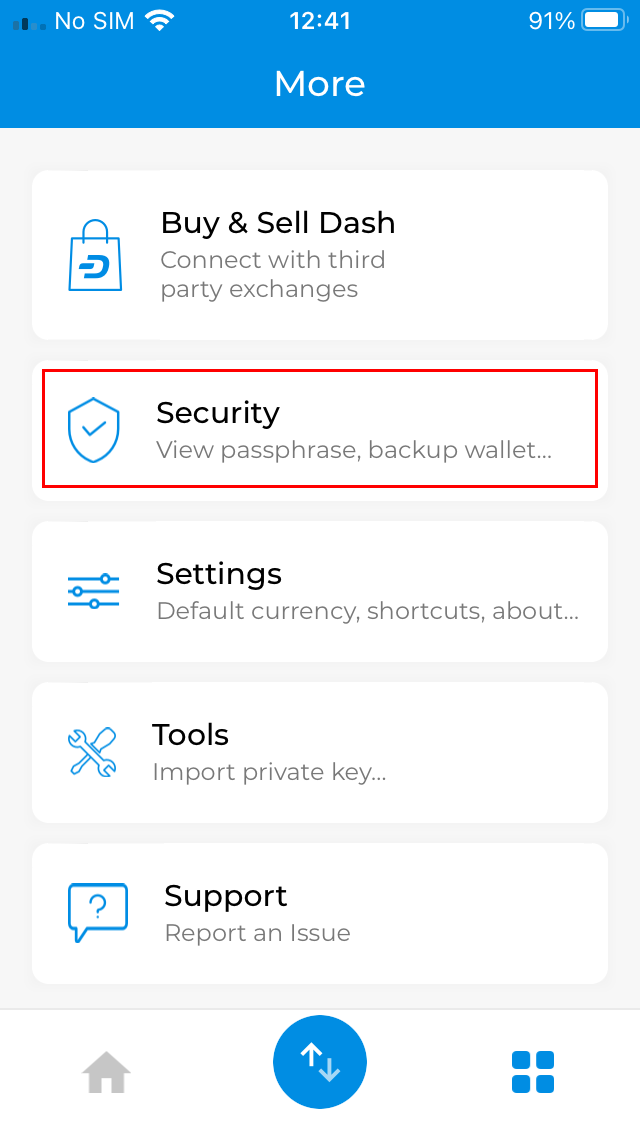 No SIM 12:41 91%
More
Buy & Sell Dash
Connect with third
party exchanges
Security
View passphrase, backup wallet...
Settings
Default currency, shortcuts, about...
Tools
Import private key...
?
Support
Report an Issue